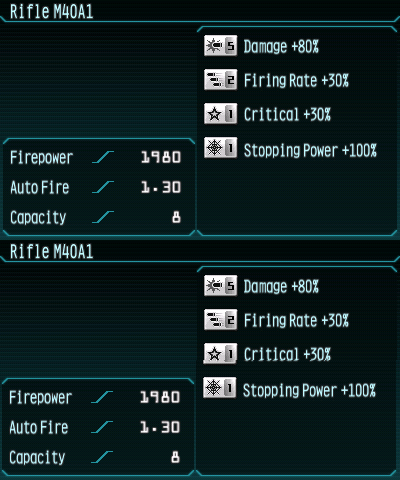 Rifle M40A1
5 Damage +80%
2 Firing Rate +30%
1 Critical +30%
1 Stopping Power +100%
Firepower 1980
Auto Fire 1.30
Capacity 8
Rifle M40A1
5 Damage +80%
2 Firing Rate +30%
1 Critical +30%
1 Stopping Power +100%
Firepower 1980
Auto Fire 1.30
Capacity 8